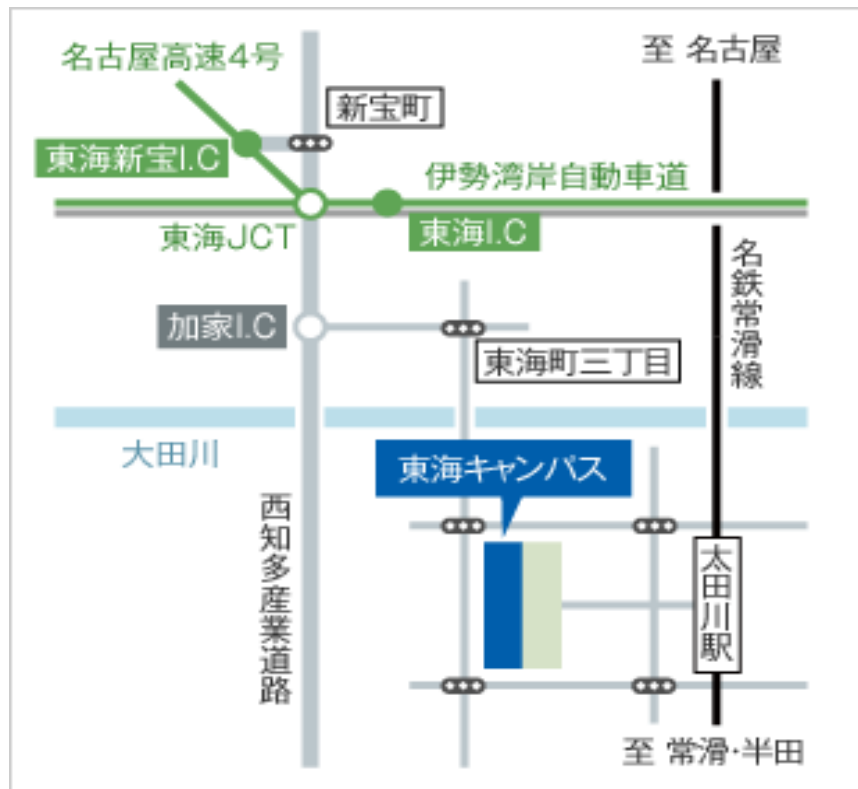 名古屋高速4号
至 名古屋
新宝町
東海新宝I.C
伊勢湾岸自動車道
東海JCT
東海I.C
名鉄常滑線
加家I.C
東海町三丁目
大田川
東海キャンパス
西知多産業道路
太田川駅
至 常滑・半田